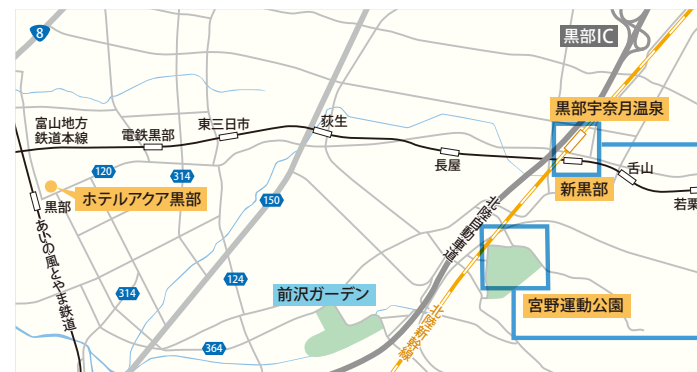 8
黒部IC
黒部宇奈月温泉
富山地方
鉄道本線
電鉄黒部
東三日市
荻生
長屋
新黒部
舌山
若栗
120
314
ホテルアクア黒部
黒部
150
北陸自動車道
あいの風とやま鉄道
124
314
前沢ガーデン
宮野運動公園
364
北陸新幹線